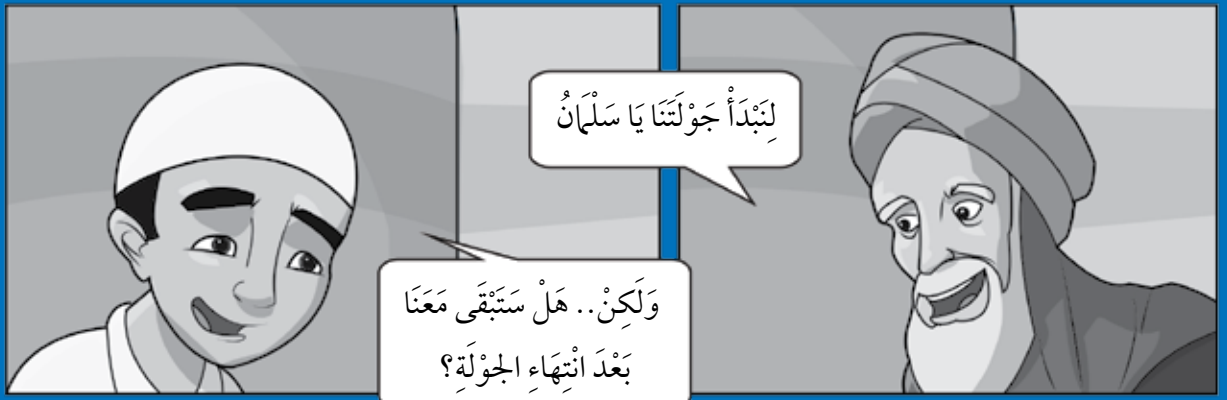 لِنَبْدَأْ جَوْلَتَنَا يَا سَلْمَانُ
وَلَكِنْ.. هَلْ سَتَبْقَى مَعَنَا
بَعْدَ انْتِهَاءِ الجَوْلَةِ؟